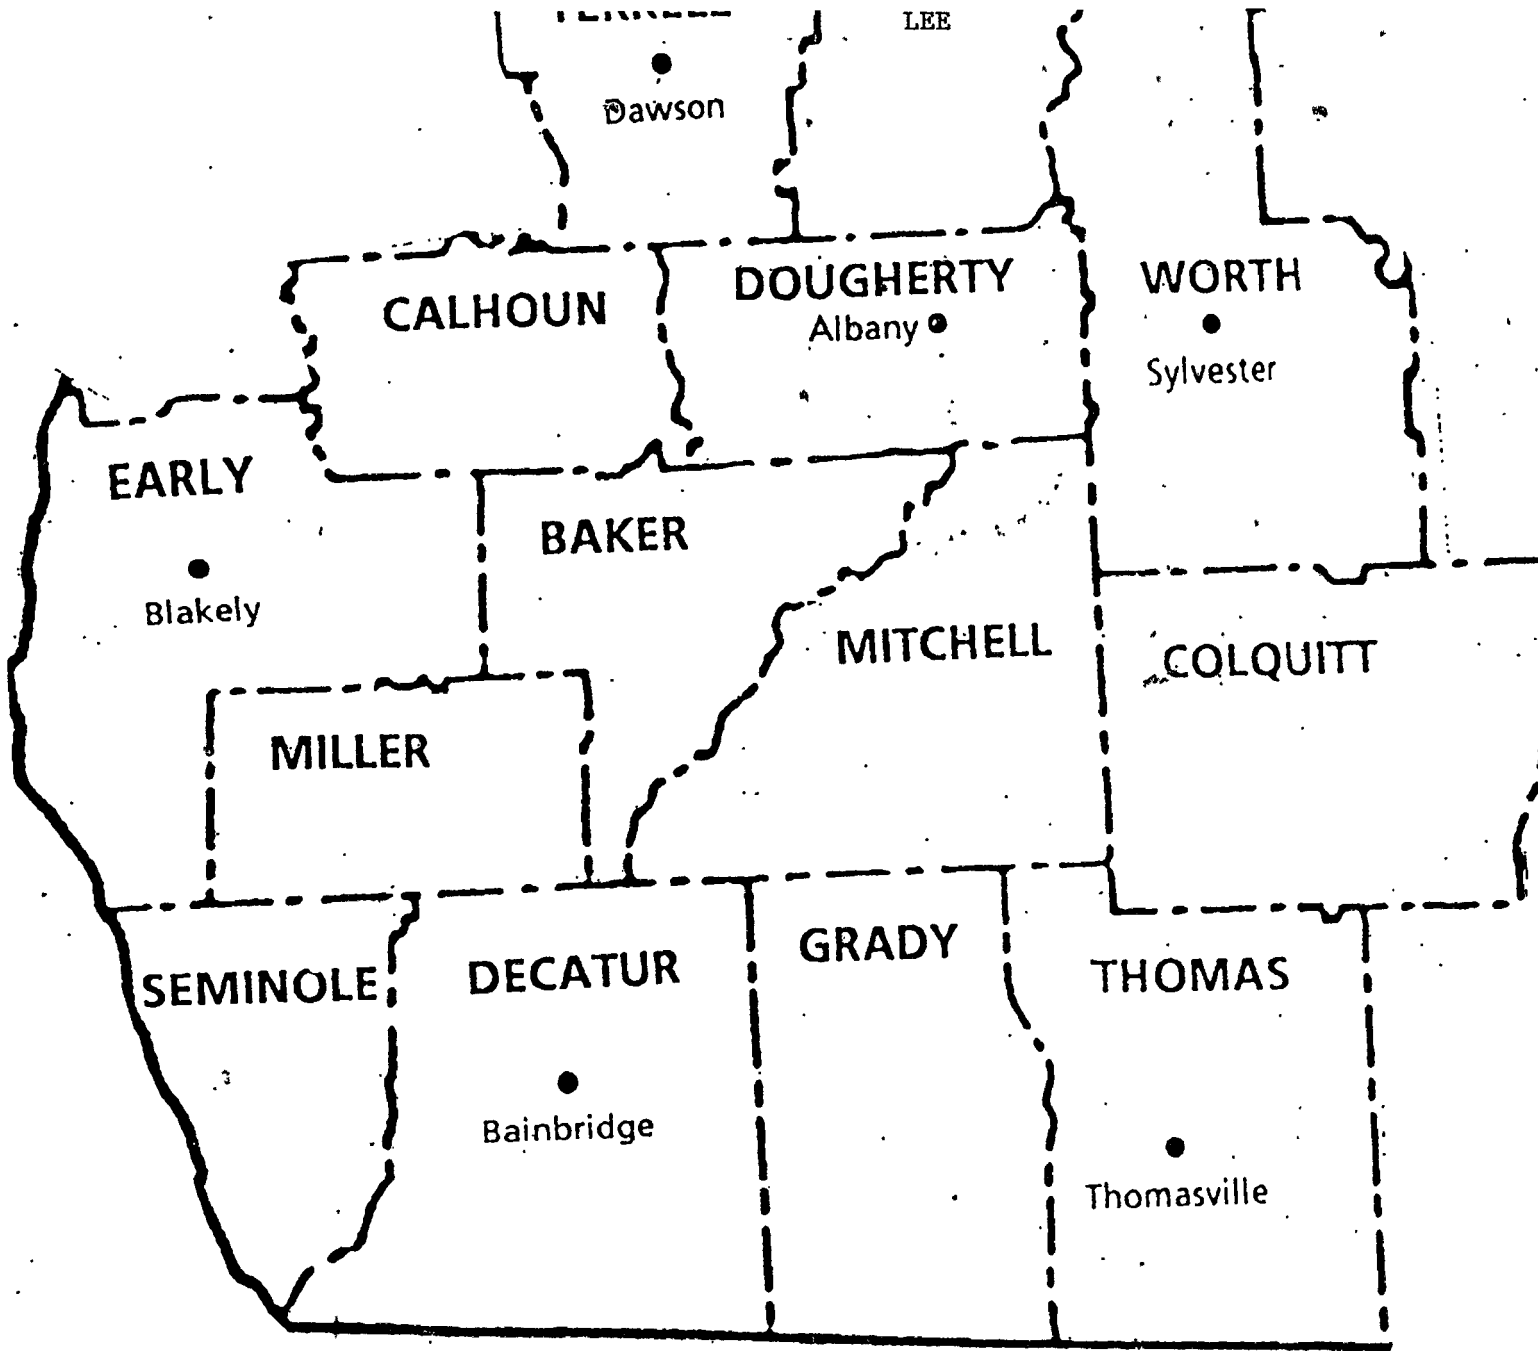 TERRELL
LEE
Dawson
DOUGHERTY
WORTH
CALHOUN
Albany
Sylvester
EARLY
BAKER
Blakely
MITCHELL
COLQUITT
MILLER
GRADY
DECATUR
THOMAS
SEMINOLE
Bainbridge
Thomasville